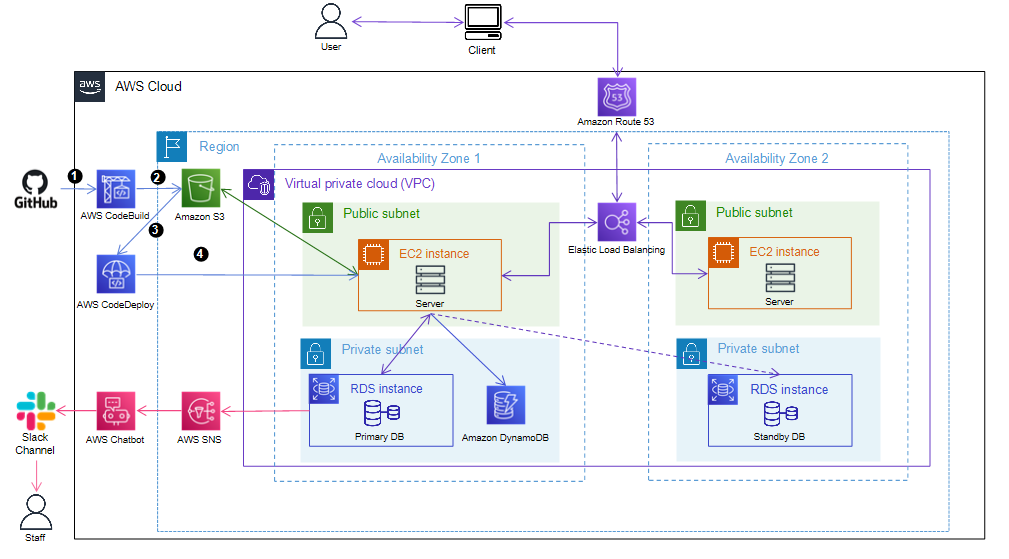 User
Client
aws
AWS Cloud
53
Amazon Route 53
Region
Availability Zone 1
Availability Zone 2
1
2
GitHub
AWS CodeBuild
Amazon S3
Virtual private cloud (VPC)
Public subnet
Public subnet
3
4
EC2 instance
Server
Elastic Load Balancing
EC2 instance
Server
AWS CodeDeploy
Private subnet
Private subnet
RDS instance
Primary DB
Amazon DynamoDB
RDS instance
Standby DB
Slack
Channel
AWS Chatbot
AWS SNS
Staff